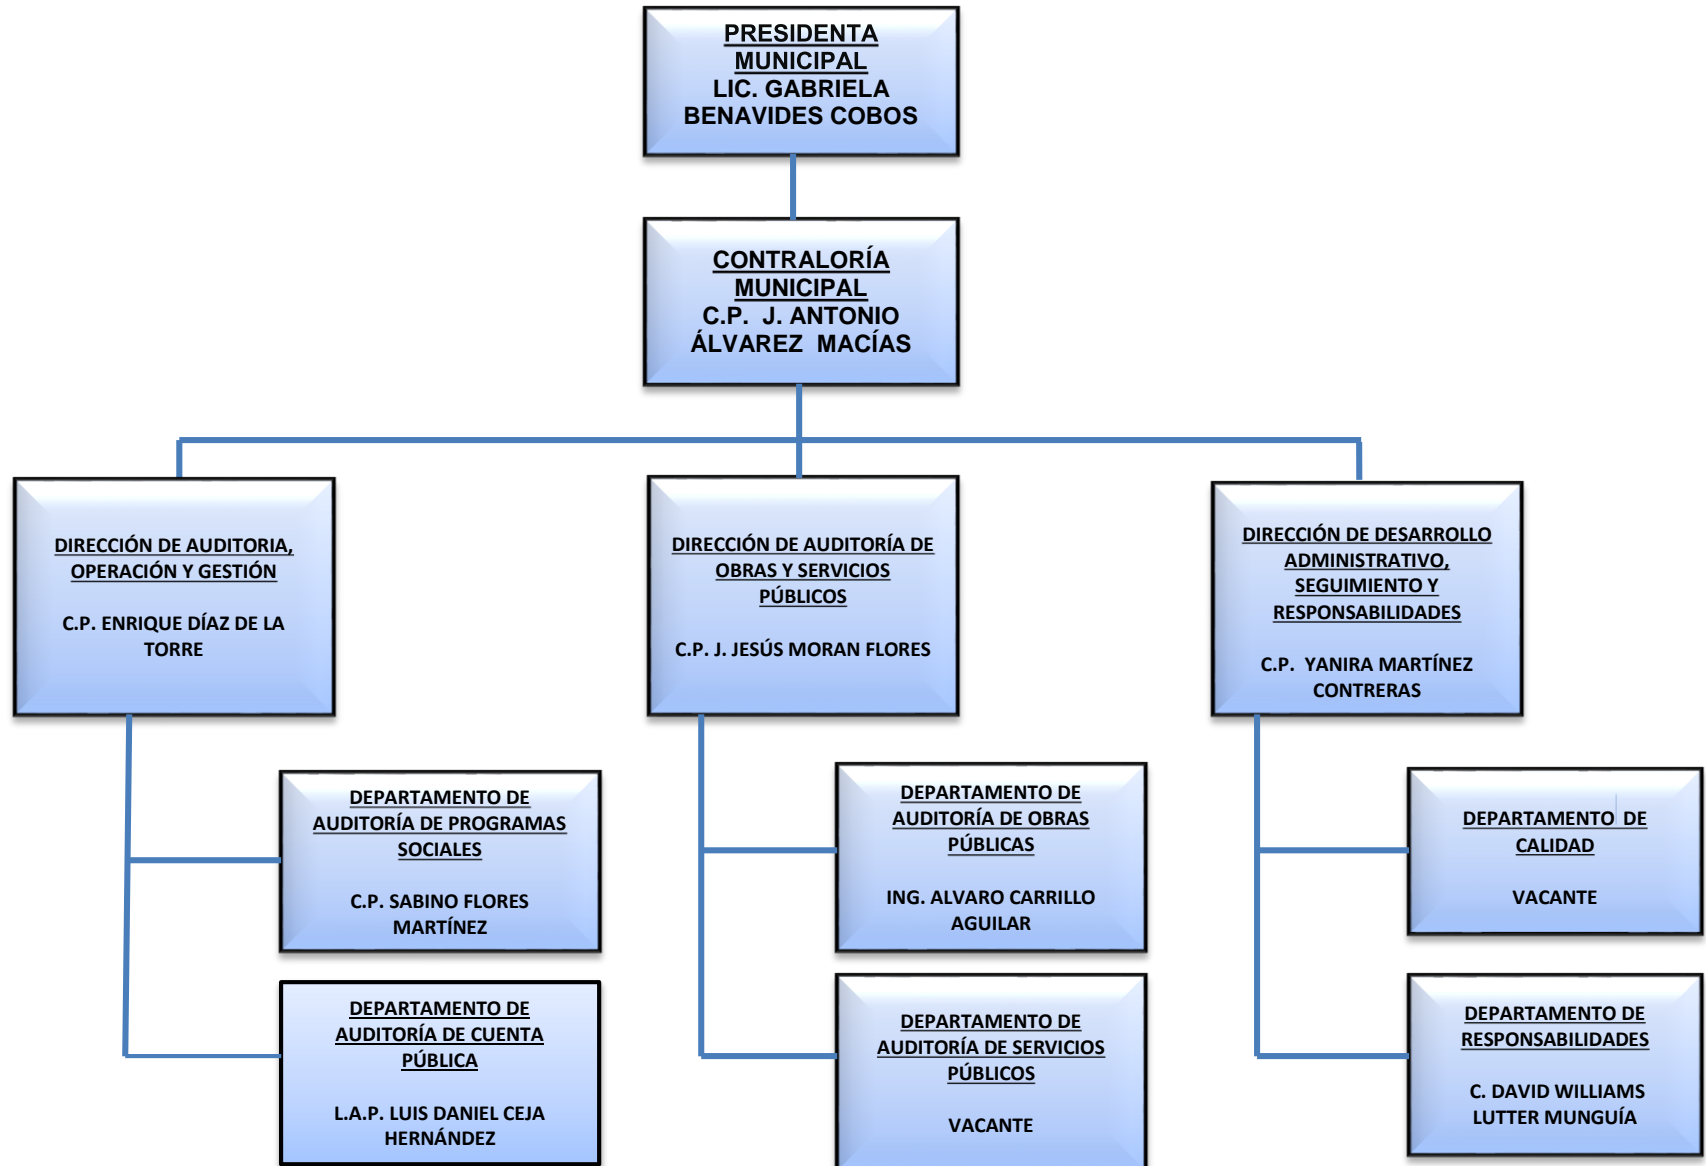 PRESIDENTA
MUNICIPAL
LIC. GABRIELA
BENAVIDES COBOS
CONTRALORÍA
MUNICIPAL
C.P. J. ANTONIO
ÁLVAREZ MACÍAS
DIRECCIÓN DE AUDITORIA,
OPERACIÓN Y GESTIÓN
C.P. ENRIQUE DÍAZ DE LA
TORRE
DIRECCIÓN DE AUDITORÍA DE
OBRAS Y SERVICIOS
PÚBLICOS
C.P. J. JESÚS MORAN FLORES
DIRECCIÓN DE DESARROLLO
ADMINISTRATIVO,
SEGUIMIENTO Y
RESPONSABILIDADES
C.P. YANIRA MARTÍNEZ
CONTRERAS
DEPARTAMENTO DE
AUDITORÍA DE PROGRAMAS
SOCIALES
C.P. SABINO FLORES
MARTÍNEZ
DEPARTAMENTO DE
AUDITORÍA DE OBRAS
PÚBLICAS
ING. ALVARO CARRILLO
AGUILAR
DEPARTAMENTO DE
CALIDAD
VACANTE
DEPARTAMENTO DE
AUDITORÍA DE CUENTA
PÚBLICA
L.A.P. LUIS DANIEL CEJA
HERNÁNDEZ
DEPARTAMENTO DE
AUDITORÍA DE SERVICIOS
PÚBLICOS
VACANTE
DEPARTAMENTO DE
RESPONSABILIDADES
C. DAVID WILLIAMS
LUTTER MUNGUÍA